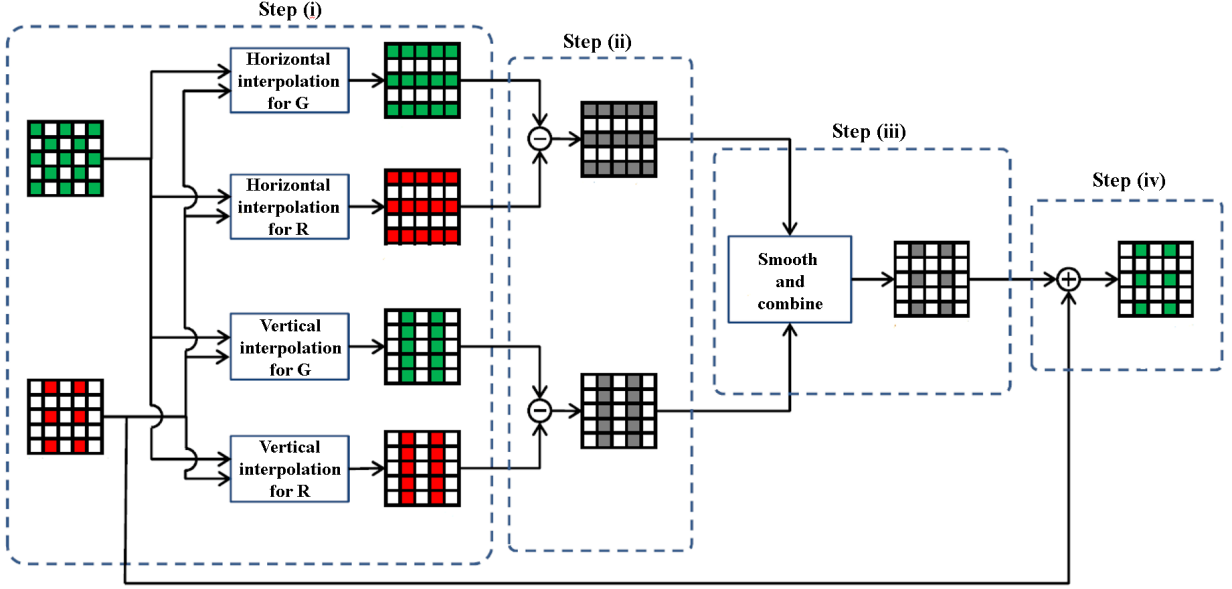 Step (i)
Horizontal
interpolation
for G
Horizontal
interpolation
for R
Vertical
interpolation
for G
Vertical
interpolation
for R
Step (ii)
−
−
Step (iii)
Smooth
and
combine
Step (iv)
+